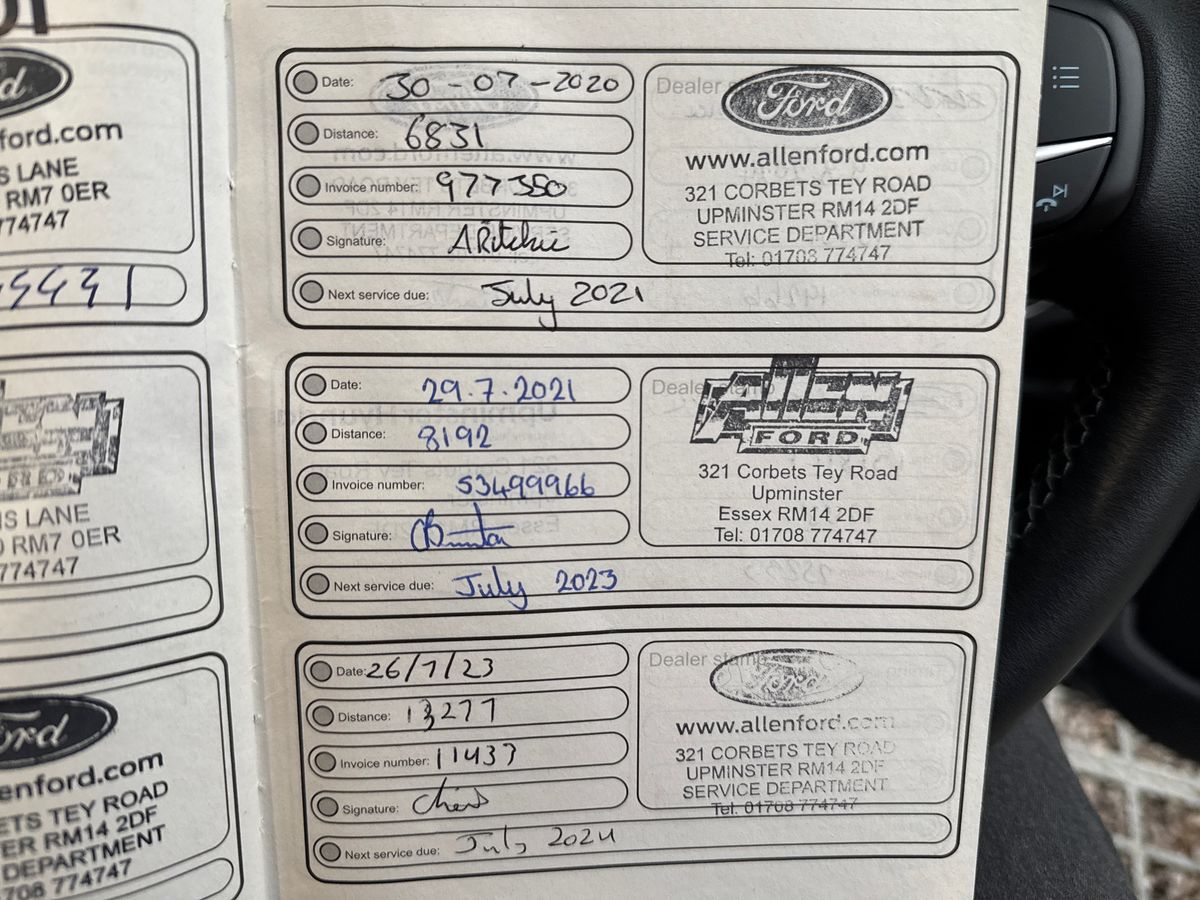 Ford
ford.com
S LANE
RM7 0ER
774747
IS LANE
RM7 0ER
774747
Ford
enford.com
ETS TEY ROAD
ER RM14 2DF
DEPARTMENT
708 774747
Date: 30-07-2020
Distance: 6831
Invoice number: 977350
Signature: A Ritchie
Next service due: July 2021
Dealer
Ford
www.allenford.com
321 CORBETS TEY ROAD
UPMINSTER RM14 2DF
SERVICE DEPARTMENT
Tel: 01708 774747
Date: 29.7.2021
Distance: 8192
Invoice number: 53499966
Signature:
Next service due: July 2023
Dealer stamp
ALLEN
FORD
321 Corbets Tey Road
Upminster
Essex RM14 2DF
Tel: 01708 774747
Date: 26/7/23
Distance: 13277
Invoice number: 11437
Signature:
Next service due: July 2024
Dealer stamp
Ford
www.allenford.com
321 CORBETS TEY ROAD
UPMINSTER RM14 2DF
SERVICE DEPARTMENT
Tel: 01708 774747